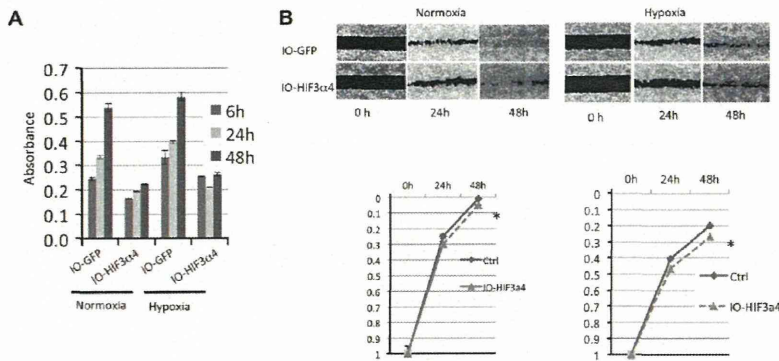 A
Absorbance
0.7
0.6
0.5
0.4
0.3
0.2
0.1
0.0
6h
24h
48h
IO-GFP
IO-HIF3α4
IO-GFP
IO-HIF3α4
Normoxia
Hypoxia
B
Normoxia
Hypoxia
IO-GFP
IO-HIF3α4
0 h
24h
48h
0 h
24h
48h
0h
24h
48h
0
0.1
0.2
0.3
0.4
0.5
0.6
0.7
0.8
0.9
1
*
Ctrl
IO-HIF3a4
0h
24h
48h
0
0.1
0.2
0.3
0.4
0.5
0.6
0.7
0.8
0.9
1
*
Ctrl
IO-HIF3a4